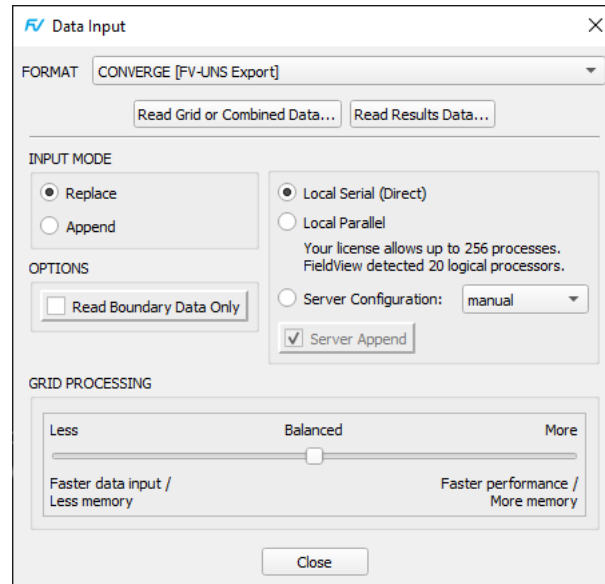 FV Data Input
FORMAT CONVERGE [FV-UNS Export]
Read Grid or Combined Data... Read Results Data...
INPUT MODE
Replace
Append
Local Serial (Direct)
Local Parallel
Your license allows up to 256 processes.
FieldView detected 20 logical processors.
OPTIONS
Read Boundary Data Only
Server Configuration: manual
Server Append
GRID PROCESSING
Less Balanced More
Faster data input /
Less memory
Faster performance /
More memory
Close